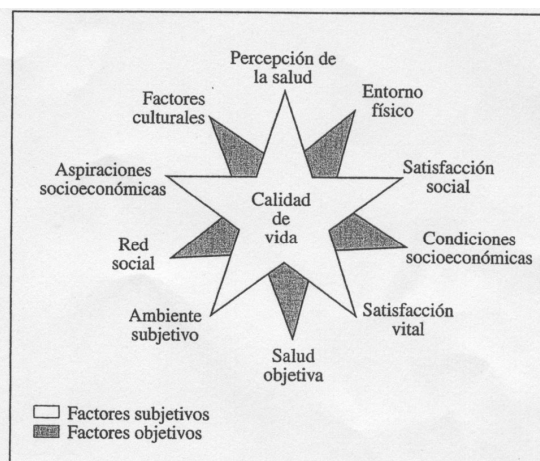 Percepción de
la salud
Factores
culturales
Entorno
físico
Aspiraciones
socioeconómicas
Satisfacción
social
Calidad
de
vida
Red
social
Condiciones
socioeconómicas
Ambiente
subjetivo
Satisfacción
vital
Salud
objetiva
Factores subjetivos
Factores objetivos